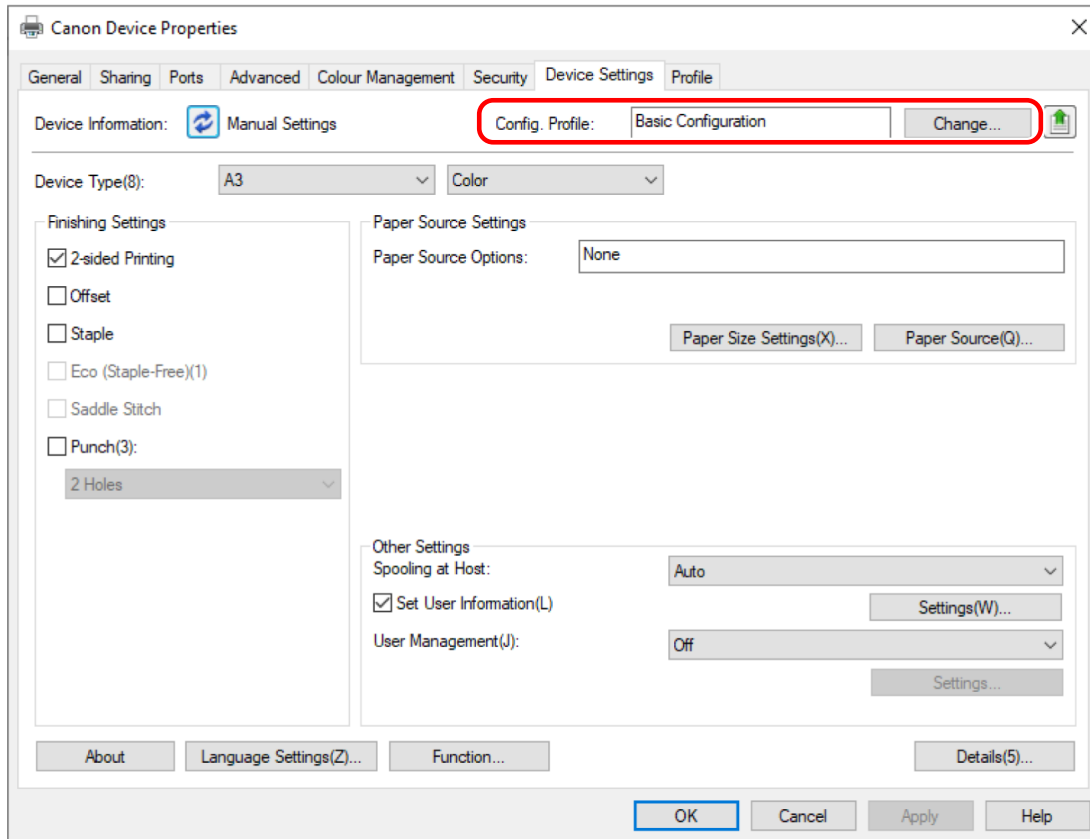 Canon Device Properties
General Sharing Ports Advanced Colour Management Security Device Settings Profile
Device Information: Manual Settings Config. Profile: Basic Configuration Change...
Device Type(8): A3 Color
Finishing Settings
2-sided Printing
Offset
Staple
Eco (Staple-Free)(1)
Saddle Stitch
Punch(3):
2 Holes
Paper Source Settings
Paper Source Options: None
Paper Size Settings(X)... Paper Source(Q)...
Other Settings
Spooling at Host: Auto
Set User Information(L) Settings(W)...
User Management(J): Off
Settings...
About Language Settings(Z)... Function... Details(5)...
OK Cancel Apply Help